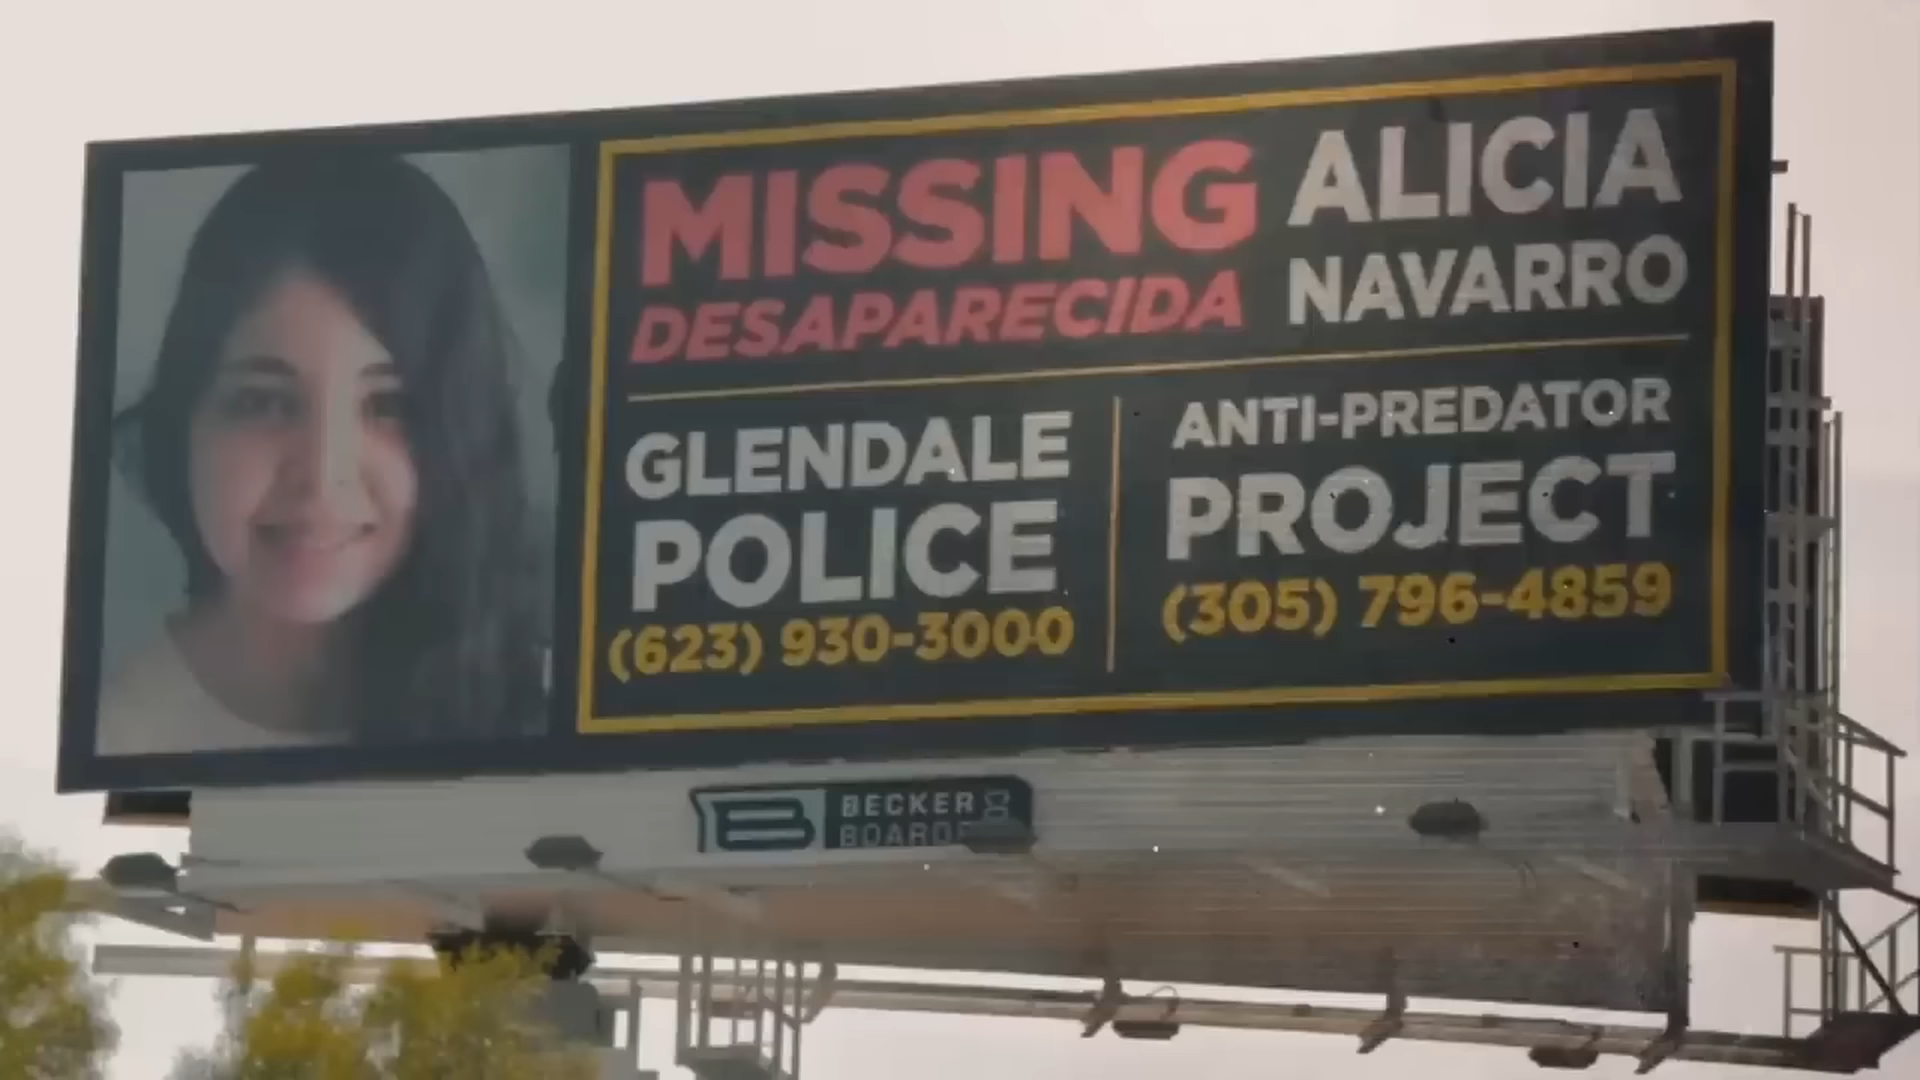 MISSING
DESAPARECIDA
ALICIA
NAVARRO
GLENDALE
POLICE
(623) 930-3000
ANTI-PREDATOR
PROJECT
(305) 796-4859
BECKER